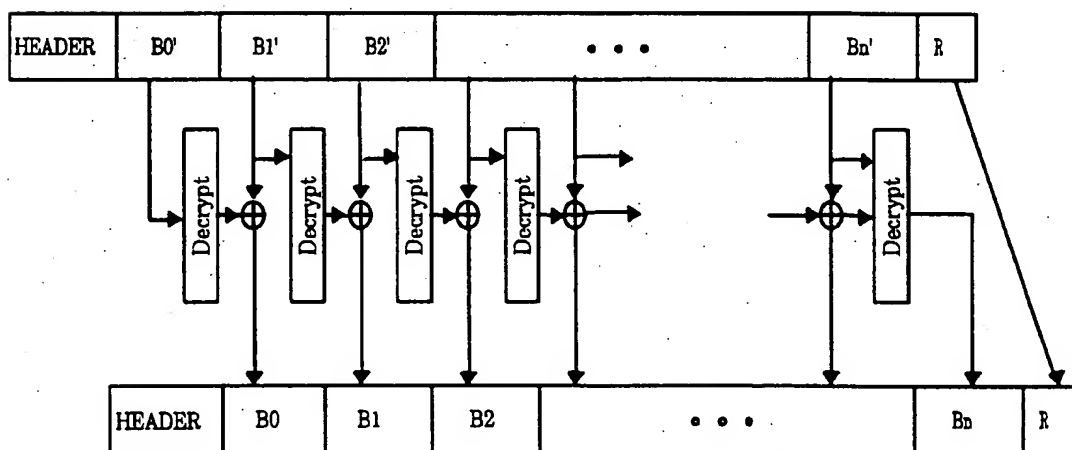 HEADER B0' B1' B2' • • • Bn' R
Decrypt Decrypt Decrypt Decrypt Decrypt
HEADER B0 B1 B2 • • • Bn R